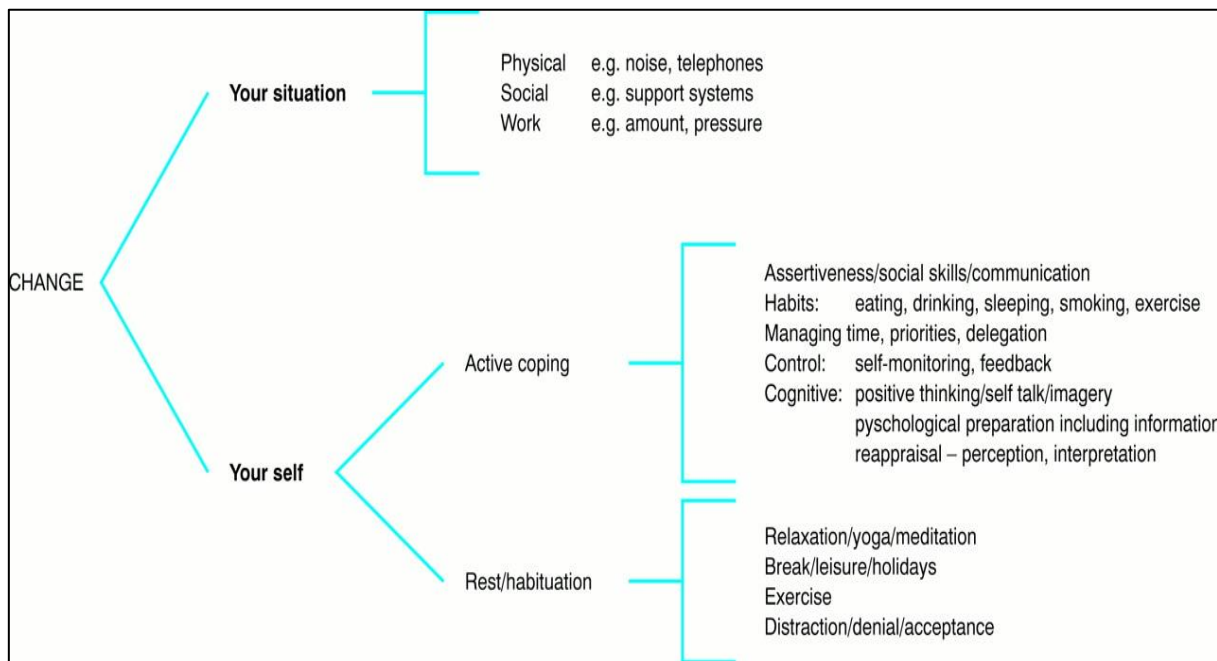 CHANGE
Your situation
Physical e.g. noise, telephones
Social e.g. support systems
Work e.g. amount, pressure
Your self
Active coping
Assertiveness/social skills/communication
Habits: eating, drinking, sleeping, smoking, exercise
Managing time, priorities, delegation
Control: self-monitoring, feedback
Cognitive: positive thinking/self talk/imagery
pyschological preparation including information
reappraisal – perception, interpretation
Rest/habituation
Relaxation/yoga/meditation
Break/leisure/holidays
Exercise
Distraction/denial/acceptance